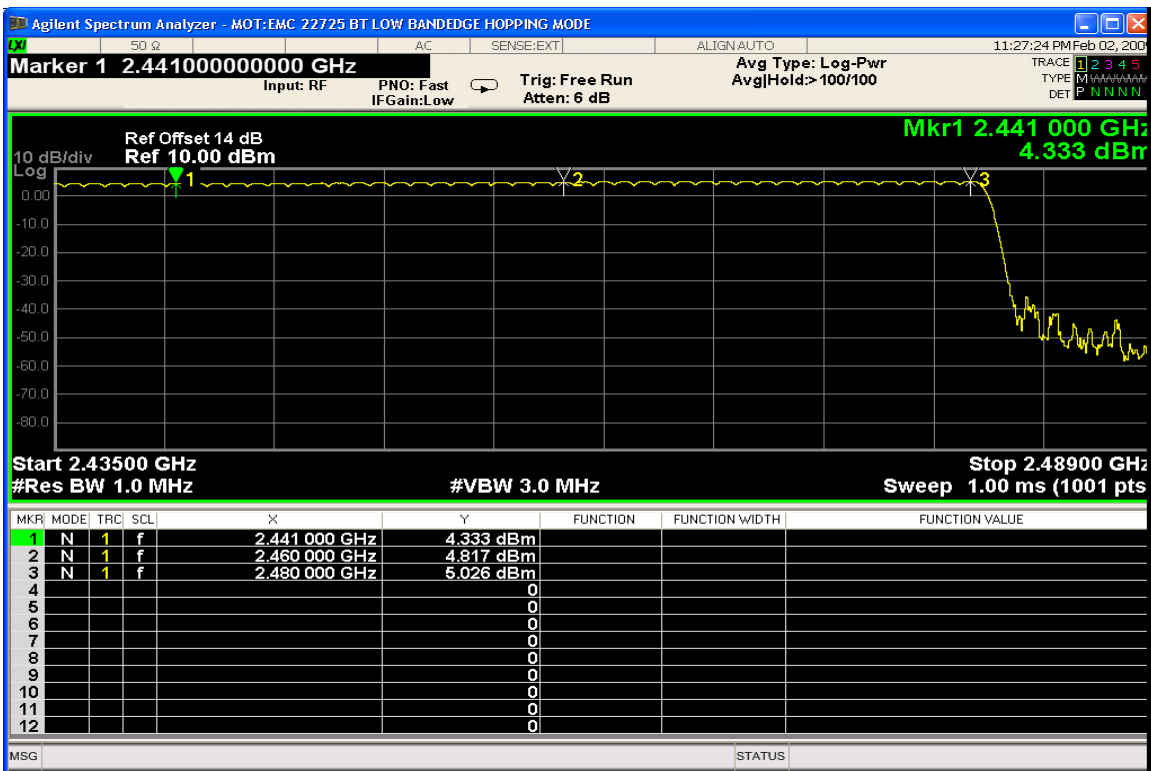 Agilent Spectrum Analyzer - MOT:EMC 22725 BT LOW BANDEDGE HOPPING MODE
LXI 50 Ω AC SENSE:EXT ALIGNAUTO 11:27:24 PM Feb 02, 200
Marker 1 2.441000000000 GHz
Input: RF PNO: Fast IFGain:Low
Trig: Free Run
Atten: 6 dB
Avg Type: Log-Pwr
Avg|Hold:>100/100
TRACE 1 2 3 4 5
TYPE M
DET P N N N N
Mkr1 2.441 000 GHz
4.333 dBm
Ref Offset 14 dB
10 dB/div Ref 10.00 dBm
Log
1 2 3
0.00
-10.0
-20.0
-30.0
-40.0
-50.0
-60.0
-70.0
-80.0
Start 2.43500 GHz Stop 2.48900 GHz
#Res BW 1.0 MHz #VBW 3.0 MHz Sweep 1.00 ms (1001 pts
MKR MODE TRC SCL X Y FUNCTION FUNCTION WIDTH FUNCTION VALUE
1 N 1 f 2.441 000 GHz 4.333 dBm
2 N 1 f 2.460 000 GHz 4.817 dBm
3 N 1 f 2.480 000 GHz 5.026 dBm
4 0
5 0
6 0
7 0
8 0
9 0
10 0
11 0
12 0
MSG STATUS